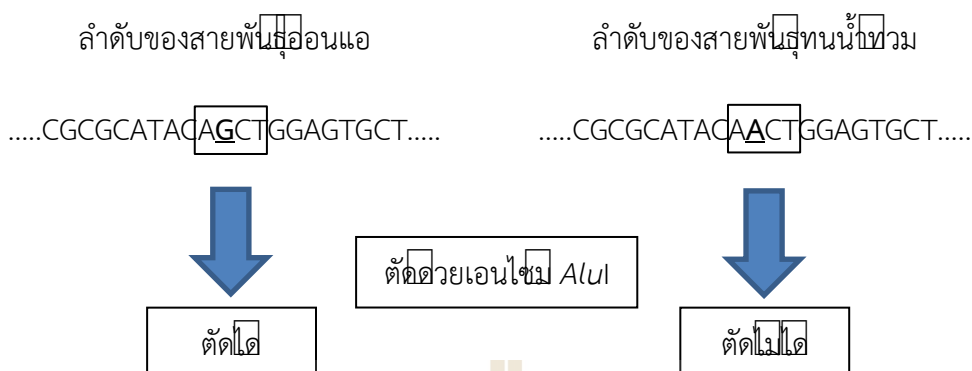 ลำดับของสายพันธุ์อ่อนแอ
ลำดับของสายพันธุ์ทนน้ำท่วม
.....CGCGCATACAGCTGGAGTGCT.....
.....CGCGCATACAACTGGAGTGCT.....
ตัดด้วยเอนไซม์ AluI
ตัดได้
ตัดไม่ได้